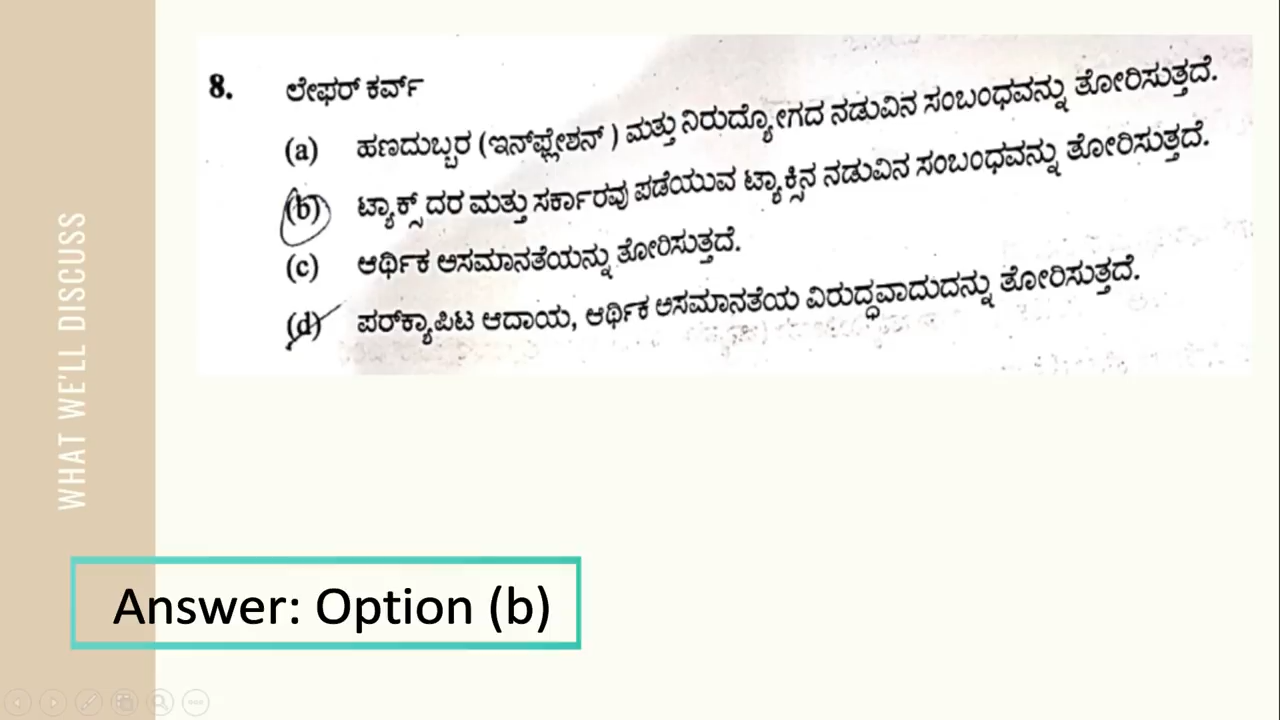 WHAT WE'LL DISCUSS
8. ಲೇಫರ್ ಕರ್ವ್
(a) ಹಣದುಬ್ಬರ (ಇನ್‌ಫ್ಲೇಶನ್ ) ಮತ್ತು ನಿರುದ್ಯೋಗದ ನಡುವಿನ ಸಂಬಂಧವನ್ನು ತೋರಿಸುತ್ತದೆ.
(b) ಟ್ಯಾಕ್ಸ್ ದರ ಮತ್ತು ಸರ್ಕಾರವು ಪಡೆಯುವ ಟ್ಯಾಕ್ಸಿನ ನಡುವಿನ ಸಂಬಂಧವನ್ನು ತೋರಿಸುತ್ತದೆ.
(c) ಆರ್ಥಿಕ ಅಸಮಾನತೆಯನ್ನು ತೋರಿಸುತ್ತದೆ.
(d) ಪರ್‌ಕ್ಯಾಪಿಟ ಆದಾಯ, ಆರ್ಥಿಕ ಅಸಮಾನತೆಯ ವಿರುದ್ಧವಾದುದನ್ನು ತೋರಿಸುತ್ತದೆ.
Answer: Option (b)